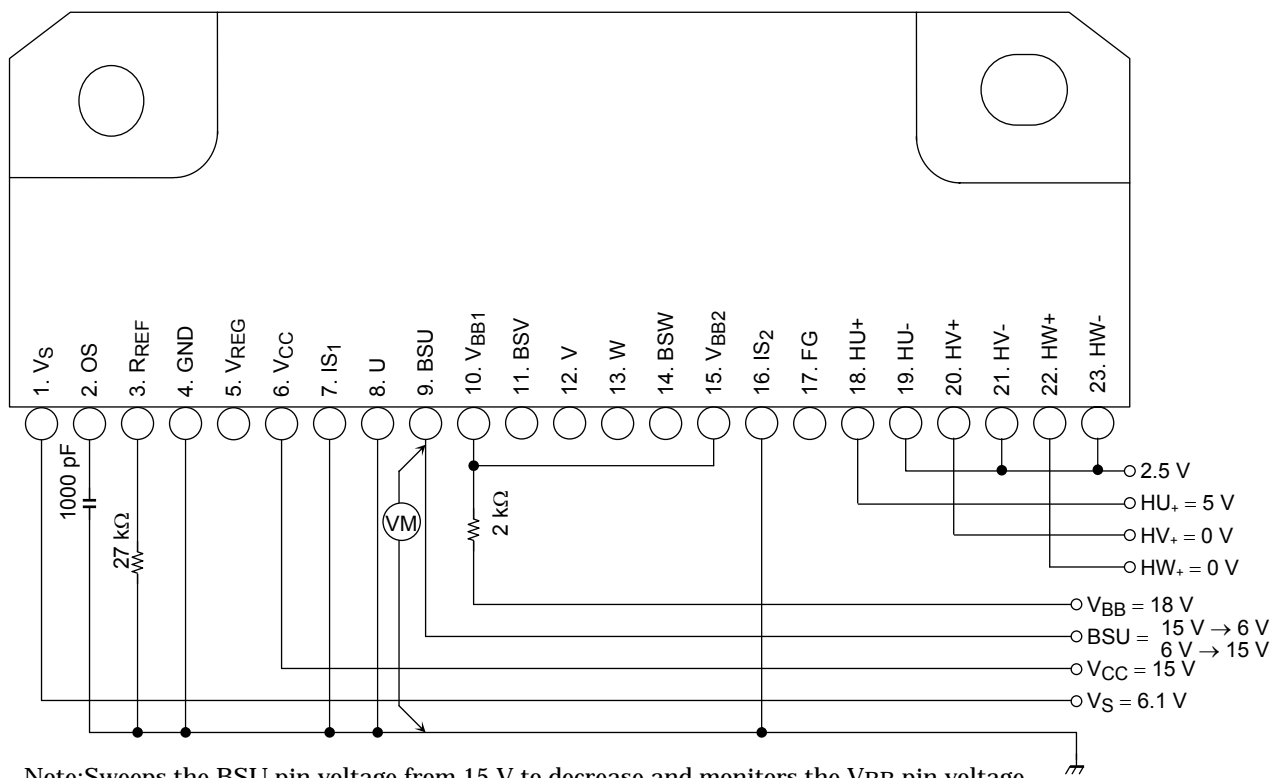 1. VS
2. OS
3. RREF
4. GND
5. VREG
6. VCC
7. IS1
8. U
9. BSU
10. VBB1
11. BSV
12. V
13. W
14. BSW
15. VBB2
16. IS2
17. FG
18. HU+
19. HU-
20. HV+
21. HV-
22. HW+
23. HW-
1000 pF
27 kΩ
VM
2 kΩ
2.5 V
HU+ = 5 V
HV+ = 0 V
HW+ = 0 V
VBB = 18 V
BSU = 15 V → 6 V
6 V → 15 V
VCC = 15 V
VS = 6.1 V
Note:Sweeps the BSU pin voltage from 15 V to decrease and monitors the VBB pin voltage